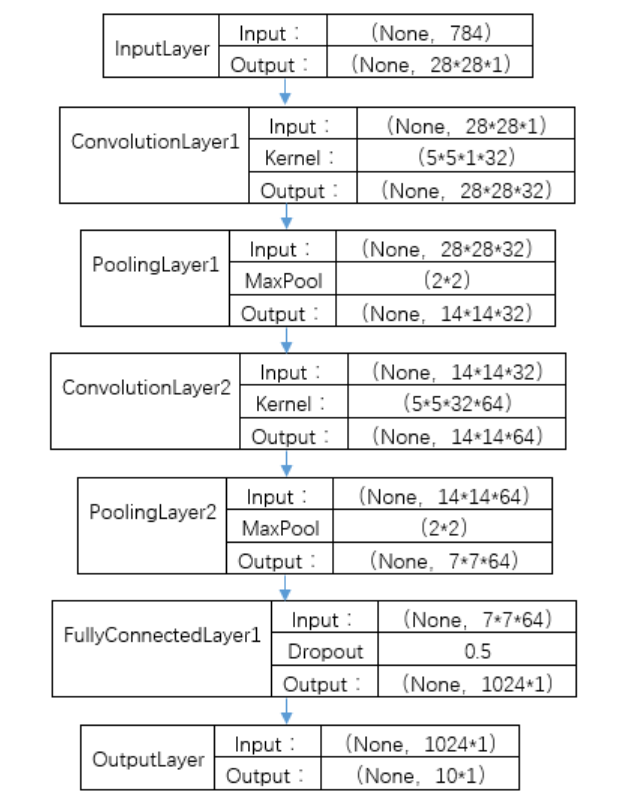 InputLayer
Input： (None，784)
Output： (None，28*28*1)
ConvolutionLayer1
Input： (None，28*28*1)
Kernel： (5*5*1*32)
Output： (None，28*28*32)
PoolingLayer1
Input： (None，28*28*32)
MaxPool (2*2)
Output： (None，14*14*32)
ConvolutionLayer2
Input： (None，14*14*32)
Kernel： (5*5*32*64)
Output： (None，14*14*64)
PoolingLayer2
Input： (None，14*14*64)
MaxPool (2*2)
Output： (None，7*7*64)
FullyConnectedLayer1
Input： (None，7*7*64)
Dropout 0.5
Output： (None，1024*1)
OutputLayer
Input： (None，1024*1)
Output： (None，10*1)